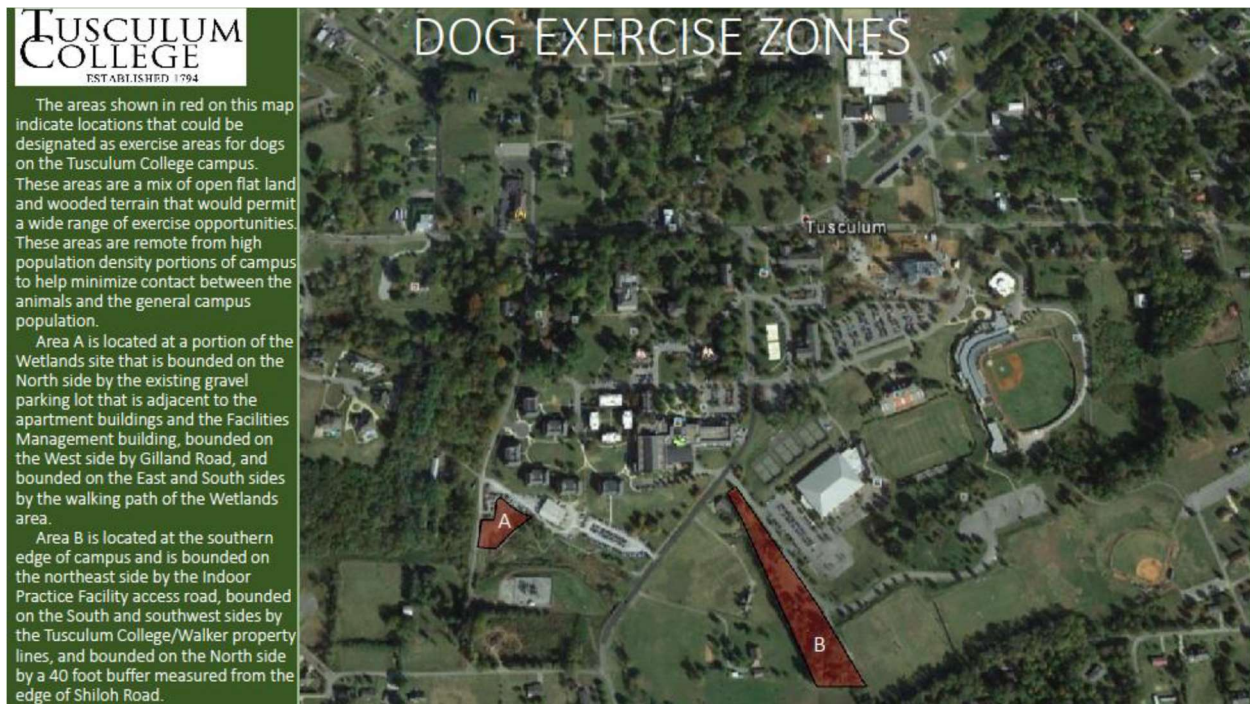 TUSCULUM
COLLEGE
ESTABLISHED 1794
The areas shown in red on this map
indicate locations that could be
designated as exercise areas for dogs
on the Tusculum College campus.
These areas are a mix of open flat land
and wooded terrain that would permit
a wide range of exercise opportunities.
These areas are remote from high
population density portions of campus
to help minimize contact between the
animals and the general campus
population.
Area A is located at a portion of the
Wetlands site that is bounded on the
North side by the existing gravel
parking lot that is adjacent to the
apartment buildings and the Facilities
Management building, bounded on
the West side by Gilland Road, and
bounded on the East and South sides
by the walking path of the Wetlands
area.
Area B is located at the southern
edge of campus and is bounded on
the northeast side by the Indoor
Practice Facility access road, bounded
on the South and southwest sides by
the Tusculum College/Walker property
lines, and bounded on the North side
by a 40 foot buffer measured from the
edge of Shiloh Road.
DOG EXERCISE ZONES
Tusculum
A
B